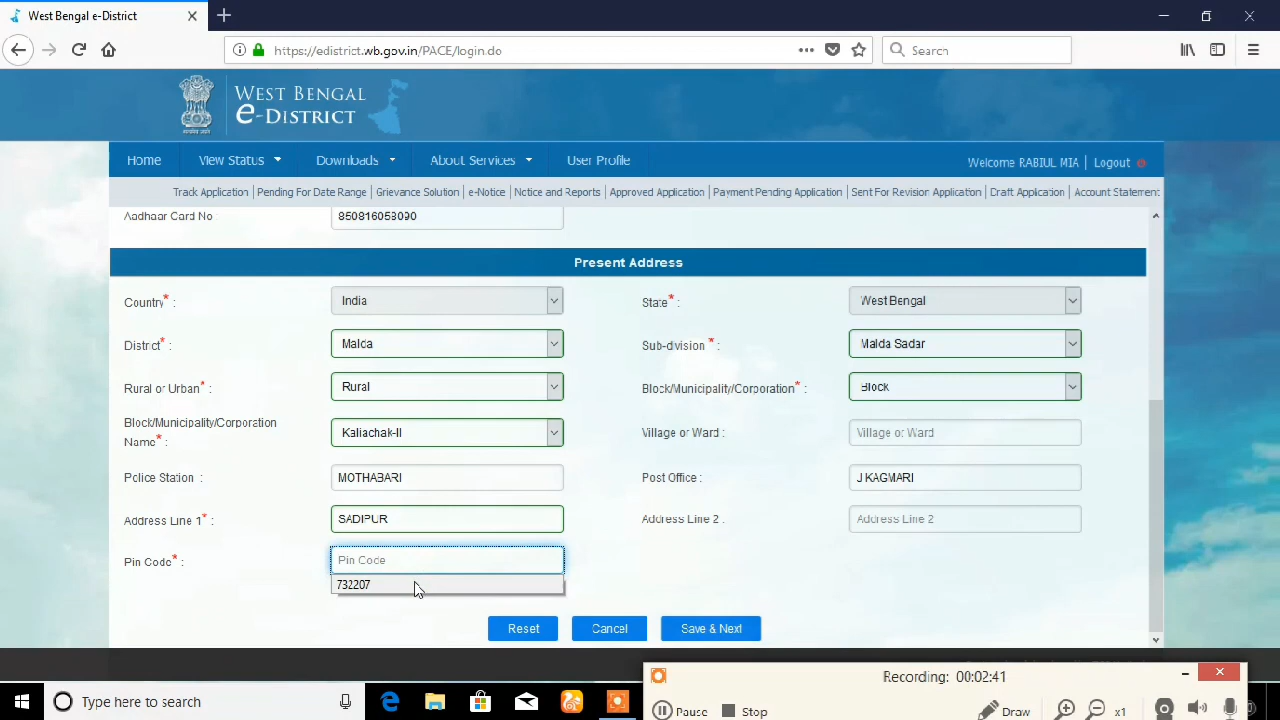 West Bengal e-District
https://edistrict.wb.gov.in/PACE/login.do
Search
WEST BENGAL
e-DISTRICT
Home View Status Downloads About Services User Profile Welcome RABIUL MIA | Logout
Track Application | Pending For Date Range | Grievance Solution | e-Notice | Notice and Reports | Approved Application | Payment Pending Application | Sent For Revision Application | Draft Application | Account Statement
Aadhaar Card No 850816058090
Present Address
Country* : India State* : West Bengal
District* : Malda Sub-division * : Malda Sadar
Rural or Urban* : Rural Block/Municipality/Corporation* : Block
Block/Municipality/Corporation
Name* : Kaliachak-II Village or Ward : Village or Ward
Police Station : MOTHABARI Post Office : J KAGMARI
Address Line 1* : SADIPUR Address Line 2 : Address Line 2
Pin Code* : Pin Code
732207
Reset Cancel Save & Next
Recording: 00:02:41
Type here to search
Pause Stop Draw x1